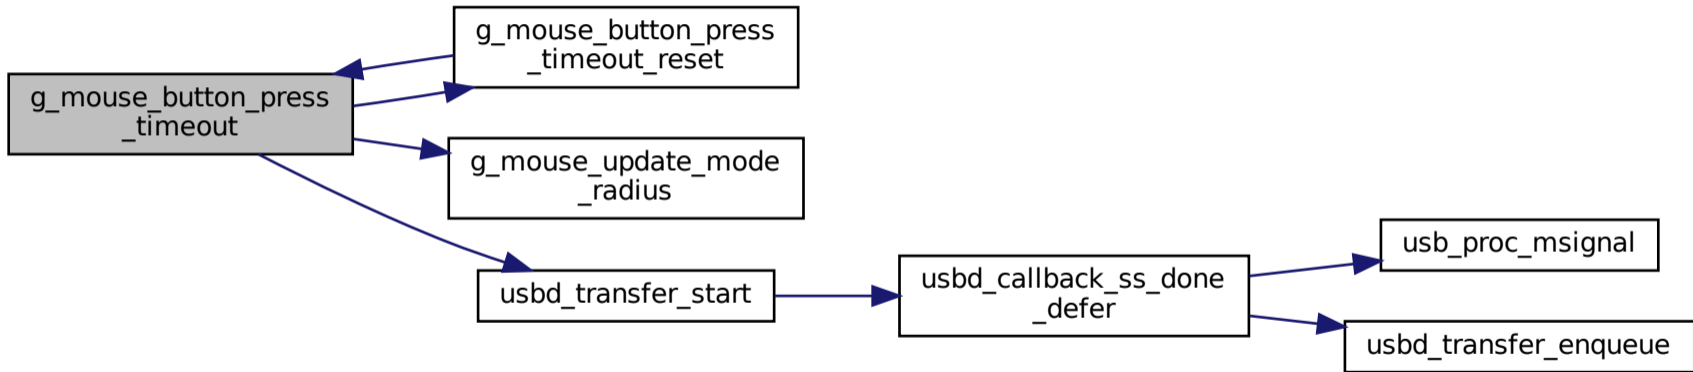 g_mouse_button_press
_timeout
g_mouse_button_press
_timeout_reset
g_mouse_update_mode
_radius
usbd_transfer_start
usbd_callback_ss_done
_defer
usb_proc_msignal
usbd_transfer_enqueue